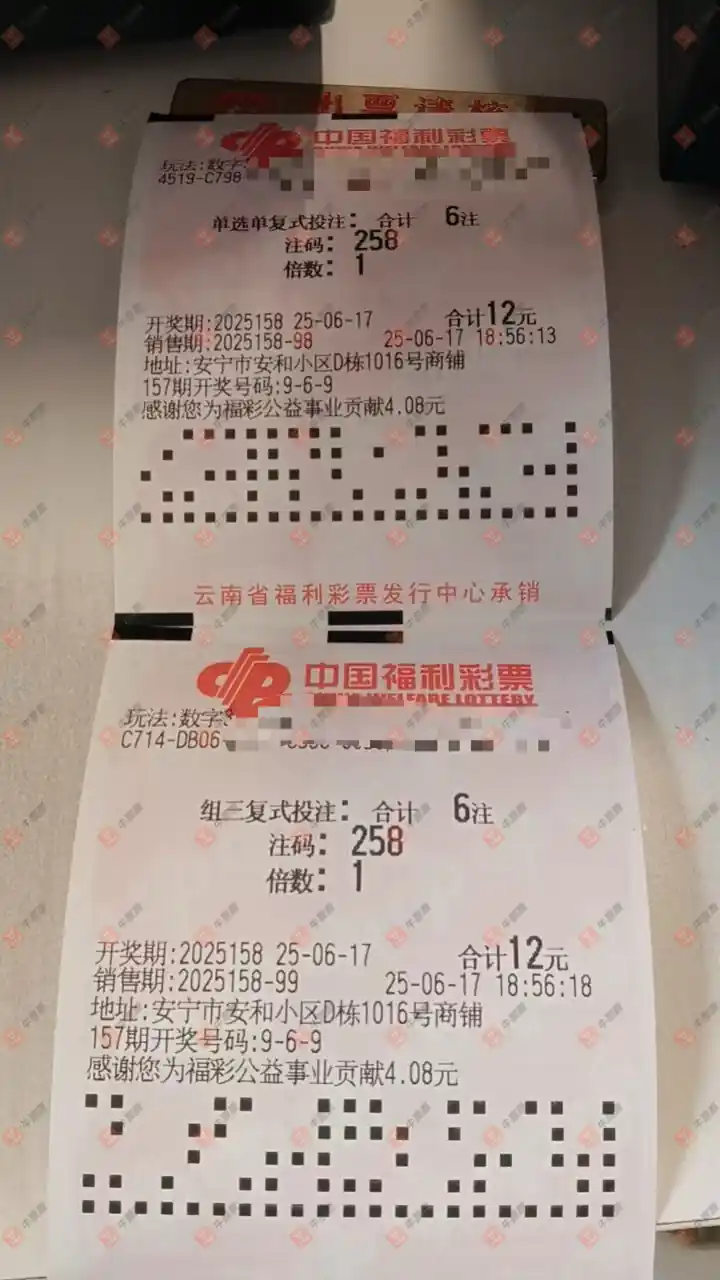 中国福利彩票
玩法:数字
4519-C798
单选单复式投注: 合计 6注
注码: 258
倍数: 1
开奖期:2025158 25-06-17 合计12元
销售期:2025158-98 25-06-17 18:56:13
地址:安宁市安和小区D栋1016号商铺
157期开奖号码:9-6-9
感谢您为福彩公益事业贡献4.08元
云南省福利彩票发行中心承销
中国福利彩票
WELFARE LOTTERY
玩法:数字3
C714-DB06-
组三复式投注: 合计 6注
注码: 258
倍数: 1
开奖期:2025158 25-06-17 合计12元
销售期:2025158-99 25-06-17 18:56:18
地址:安宁市安和小区D栋1016号商铺
157期开奖号码:9-6-9
感谢您为福彩公益事业贡献4.08元